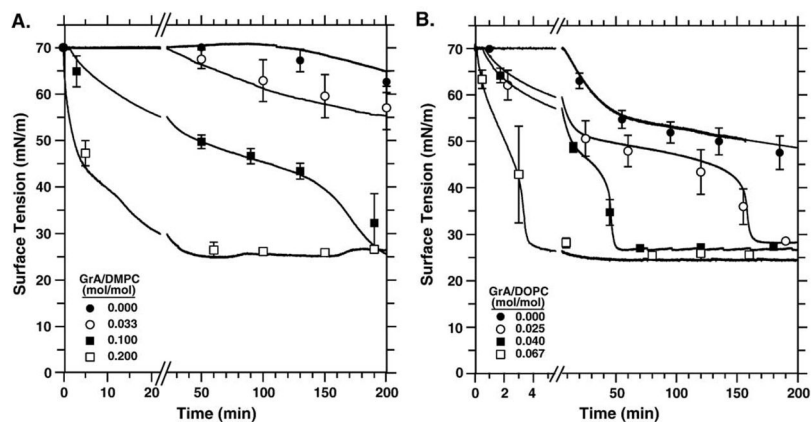 A.
Surface Tension (mN/m)
70
60
50
40
30
20
10
0
GrA/DMPC
(mol/mol)
0.000
0.033
0.100
0.200
0 10 20 50 100 150 200
Time (min)
B.
Surface Tension (mN/m)
70
60
50
40
30
20
10
0
GrA/DOPC
(mol/mol)
0.000
0.025
0.040
0.067
0 2 4 50 100 150 200
Time (min)